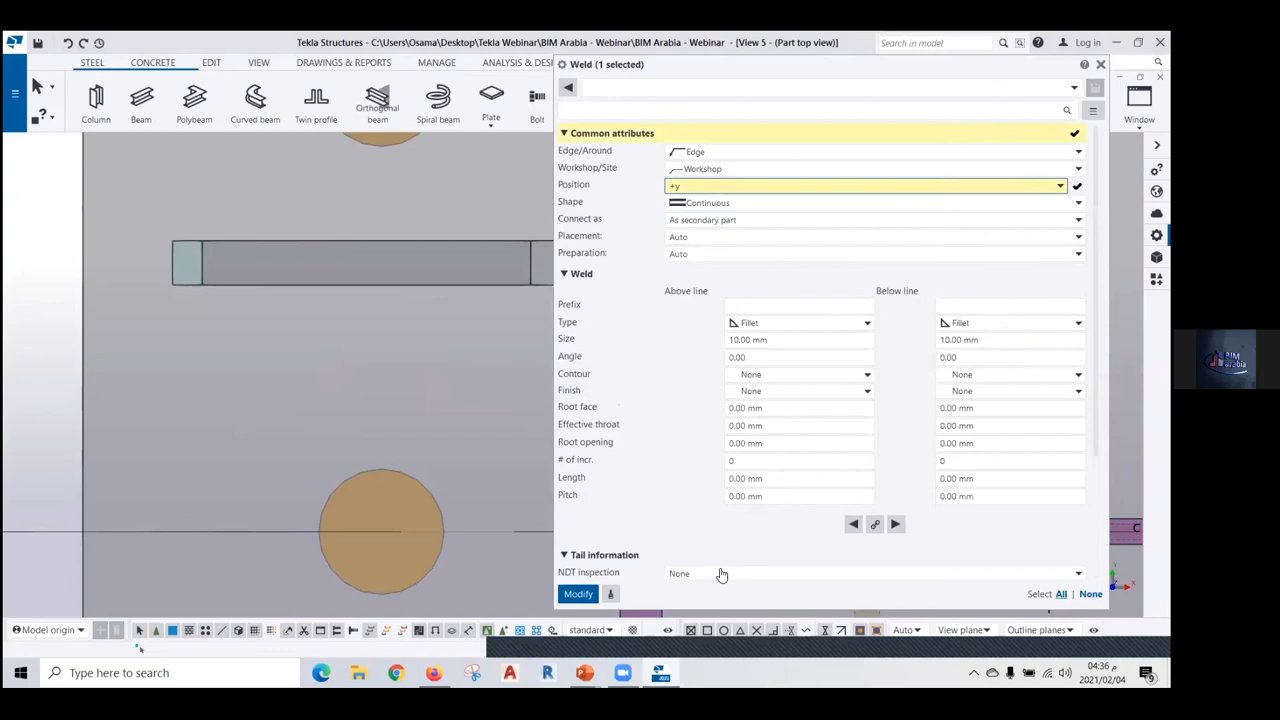 Tekla Structures - C:\Users\Osama\Desktop\Tekla Webinar\BIM Arabia - Webinar\BIM Arabia - Webinar - [View 5 - (Part top view)]
Search in model
Log in
STEEL CONCRETE EDIT VIEW DRAWINGS & REPORTS MANAGE ANALYSIS & DESI
Column Beam Polybeam Curved beam Twin profile Orthogonal beam Spiral beam Plate Bolt Window
Weld (1 selected)
Common attributes
Edge/Around Edge
Workshop/Site Workshop
Position +y
Shape Continuous
Connect as As secondary part
Placement: Auto
Preparation: Auto
Weld
Above line Below line
Prefix
Type Fillet Fillet
Size 10.00 mm 10.00 mm
Angle 0.00 0.00
Contour None None
Finish None None
Root face 0.00 mm 0.00 mm
Effective throat 0.00 mm 0.00 mm
Root opening 0.00 mm 0.00 mm
# of incr. 0 0
Length 0.00 mm 0.00 mm
Pitch 0.00 mm 0.00 mm
Tail information
NDT inspection None
Modify Select All | None
C
BIM arabia
Model origin standard Auto View plane Outline planes
Type here to search
04:36 م
2021/02/04
9